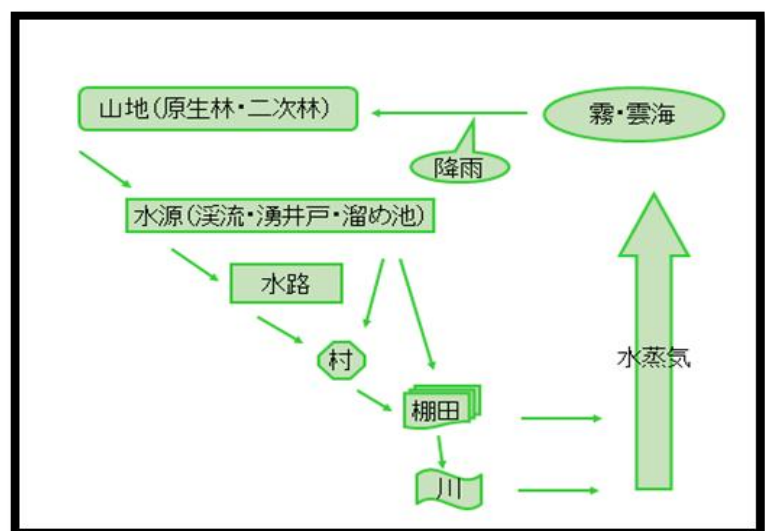 山地(原生林・二次林)
霧・雲海
降雨
水源(渓流・湧井戸・溜め池)
水路
村
水蒸気
棚田
川